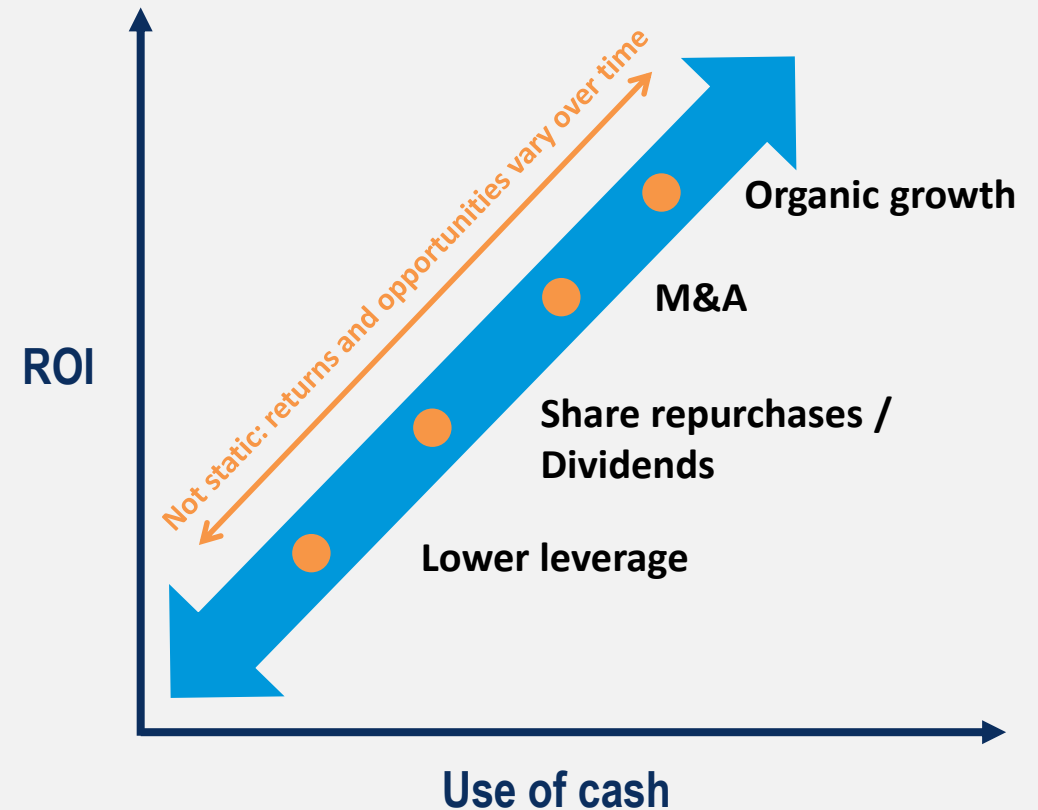 Not static: returns and opportunities vary over time
Organic growth
M&A
ROI
Share repurchases /
Dividends
Lower leverage
Use of cash